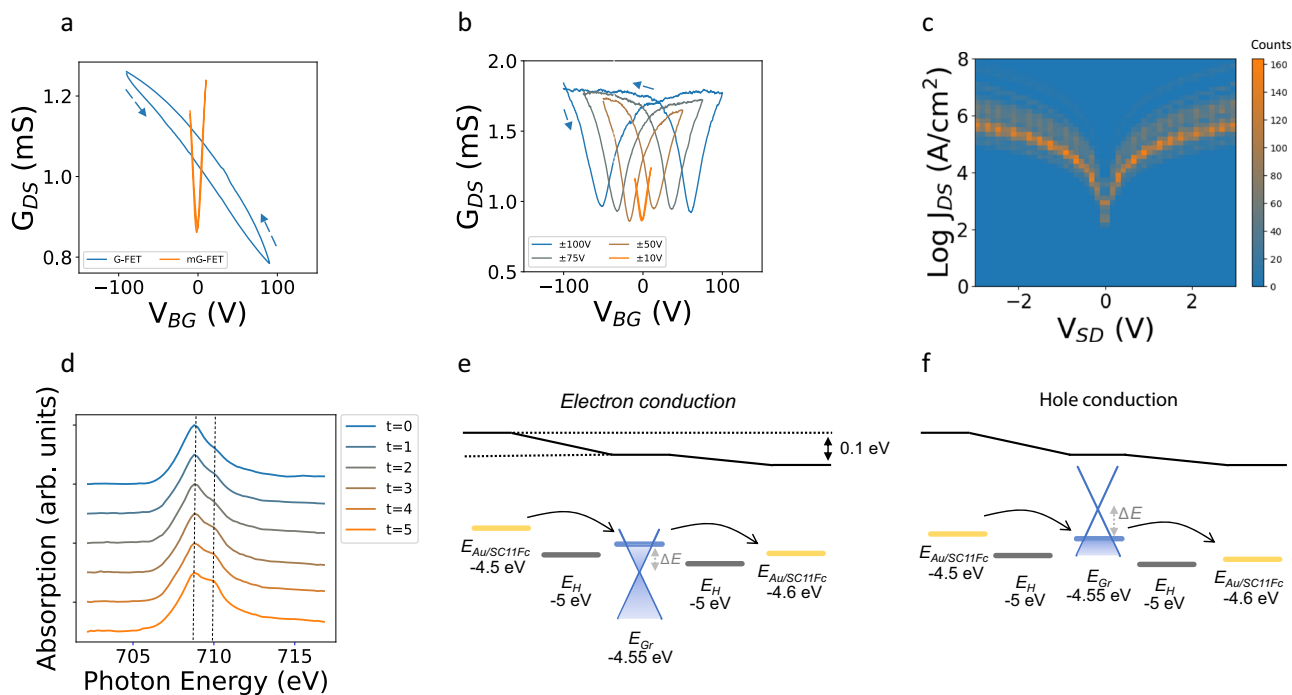 a
G_DS (mS)
1.2
1.0
0.8
G-FET
mG-FET
−100
0
100
V_BG (V)
b
G_DS (mS)
2.0
1.5
1.0
0.5
±100V
±75V
±50V
±10V
−100
0
100
V_BG (V)
c
Log J_DS (A/cm²)
8
6
4
2
0
−2
0
2
V_SD (V)
Counts
160
140
120
100
80
60
40
20
0
d
Absorption (arb. units)
t=0
t=1
t=2
t=3
t=4
t=5
705
710
715
Photon Energy (eV)
e
Electron conduction
0.1 eV
E_Au/SC11Fc
-4.5 eV
E_H
-5 eV
ΔE
E_Gr
-4.55 eV
E_H
-5 eV
E_Au/SC11Fc
-4.6 eV
f
Hole conduction
E_Au/SC11Fc
-4.5 eV
E_H
-5 eV
ΔE
E_Gr
-4.55 eV
E_H
-5 eV
E_Au/SC11Fc
-4.6 eV